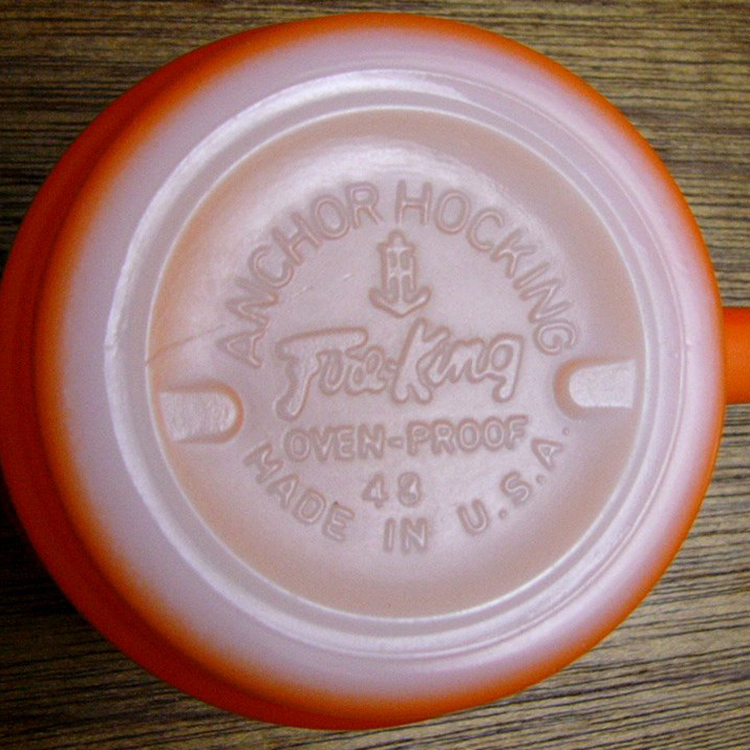 ANCHOR HOCKING
H
Fire-King
OVEN-PROOF
48
MADE IN U.S.A.